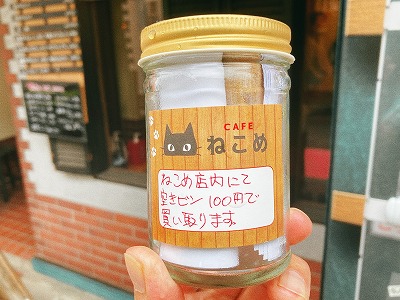 CAFE
ねこめ
ねこめ店内にて
空きビン100円で
買い取ります。